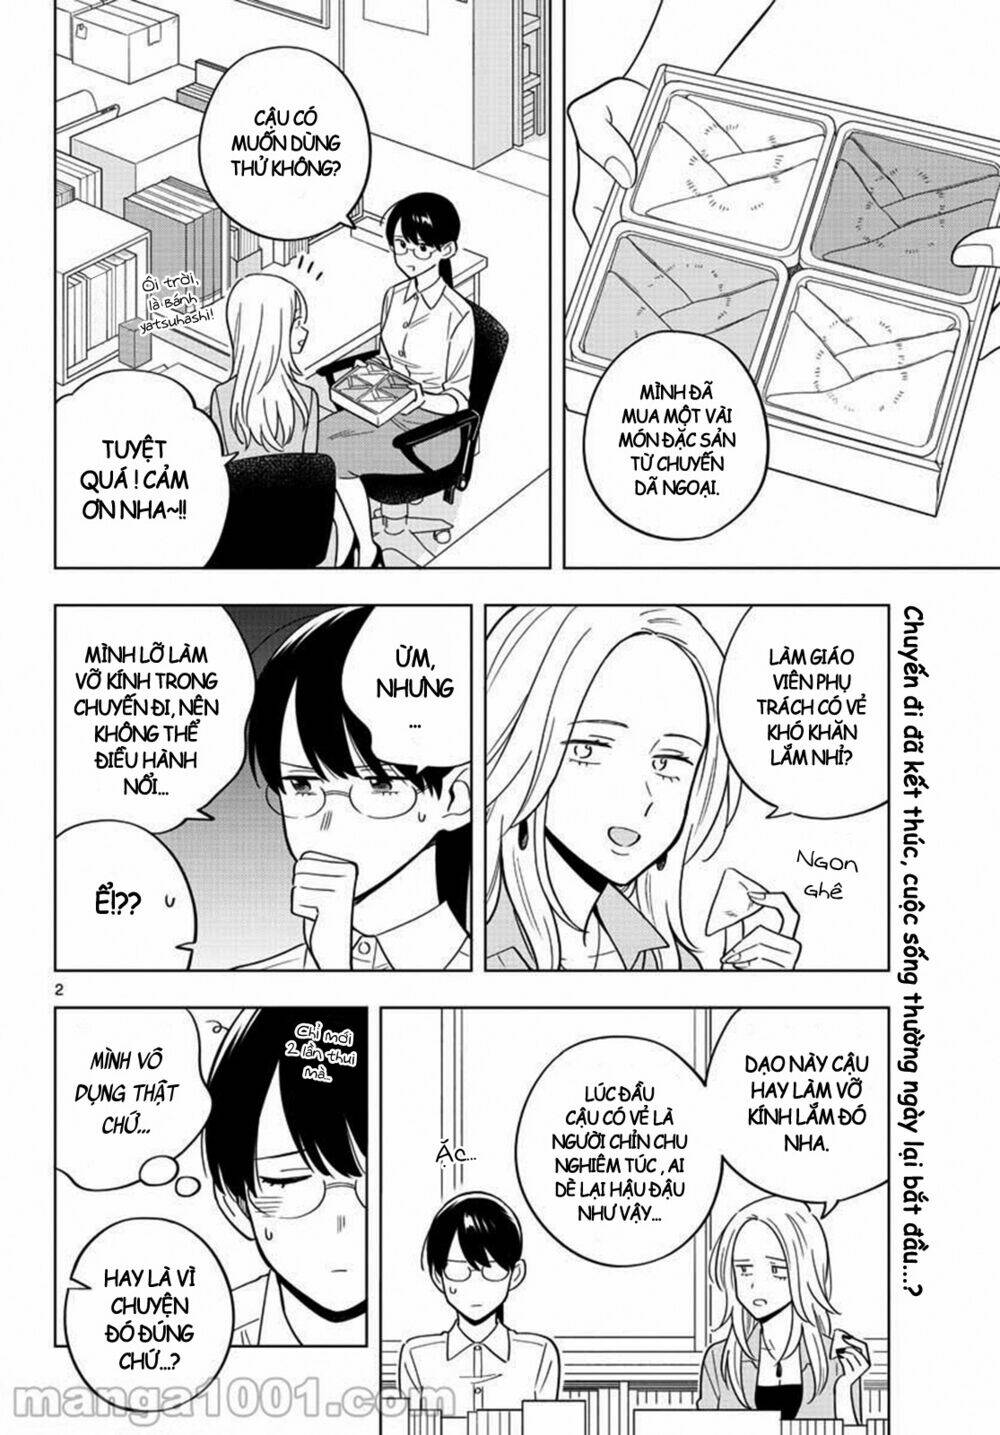 MÌNH ĐÃ
MUA MỘT VÀI
MÓN ĐẶC SẢN
TỪ CHUYẾN
DÃ NGOẠI.
CẬU CÓ
MUỐN DÙNG
THỬ KHÔNG?
Ôi trời,
là bánh
yatsuhashi!
TUYỆT
QUÁ ! CẢM
ƠN NHA~!!
Chuyến đi đã kết thúc, cuộc sống thường ngày lại bắt đầu...?
LÀM GIÁO
VIÊN PHỤ
TRÁCH CÓ VẺ
KHÓ KHĂN
LẮM NHỈ?
Ngon
ghê
ỪM,
NHƯNG
...
MÌNH LỠ LÀM
VỠ KÍNH TRONG
CHUYẾN ĐI, NÊN
KHÔNG THỂ
ĐIỀU HÀNH
NỔI...
Ể!??
2
DẠO NÀY CẬU
HAY LÀM VỠ
KÍNH LẮM ĐÓ
NHA.
LÚC ĐẦU
CẬU CÓ VẺ LÀ
NGƯỜI CHỈN CHU
NGHIÊM TÚC , AI
DÈ LẠI HẬU ĐẬU
NHƯ VẬY...
Ặc...
Chỉ mới
2 lần thui
mà...
MÌNH VÔ
DỤNG THẬT
CHỨ...
HAY LÀ VÌ
CHUYỆN
ĐÓ ĐÚNG
CHỨ...?
manga1001.com